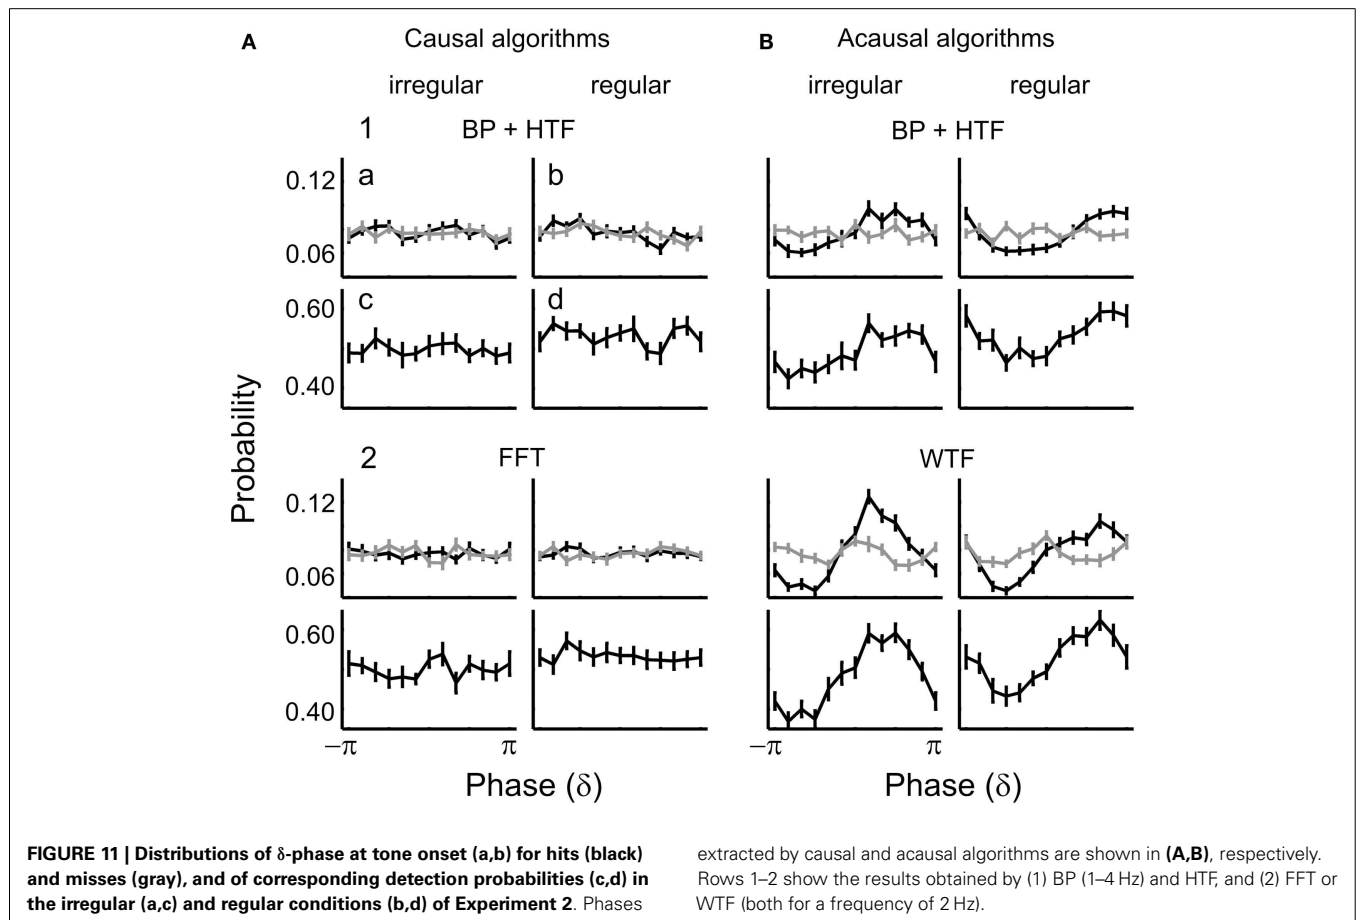 A Causal algorithms
B Acausal algorithms
irregular regular
irregular regular
1 BP + HTF
BP + HTF
a
b
0.12
0.06
c
d
0.60
0.40
Probability
2 FFT
WTF
0.12
0.06
0.60
0.40
−π π
−π π
Phase (δ)
Phase (δ)
FIGURE 11 | Distributions of δ-phase at tone onset (a,b) for hits (black)
and misses (gray), and of corresponding detection probabilities (c,d) in
the irregular (a,c) and regular conditions (b,d) of Experiment 2. Phases
extracted by causal and acausal algorithms are shown in (A,B), respectively.
Rows 1–2 show the results obtained by (1) BP (1–4 Hz) and HTF, and (2) FFT or
WTF (both for a frequency of 2 Hz).